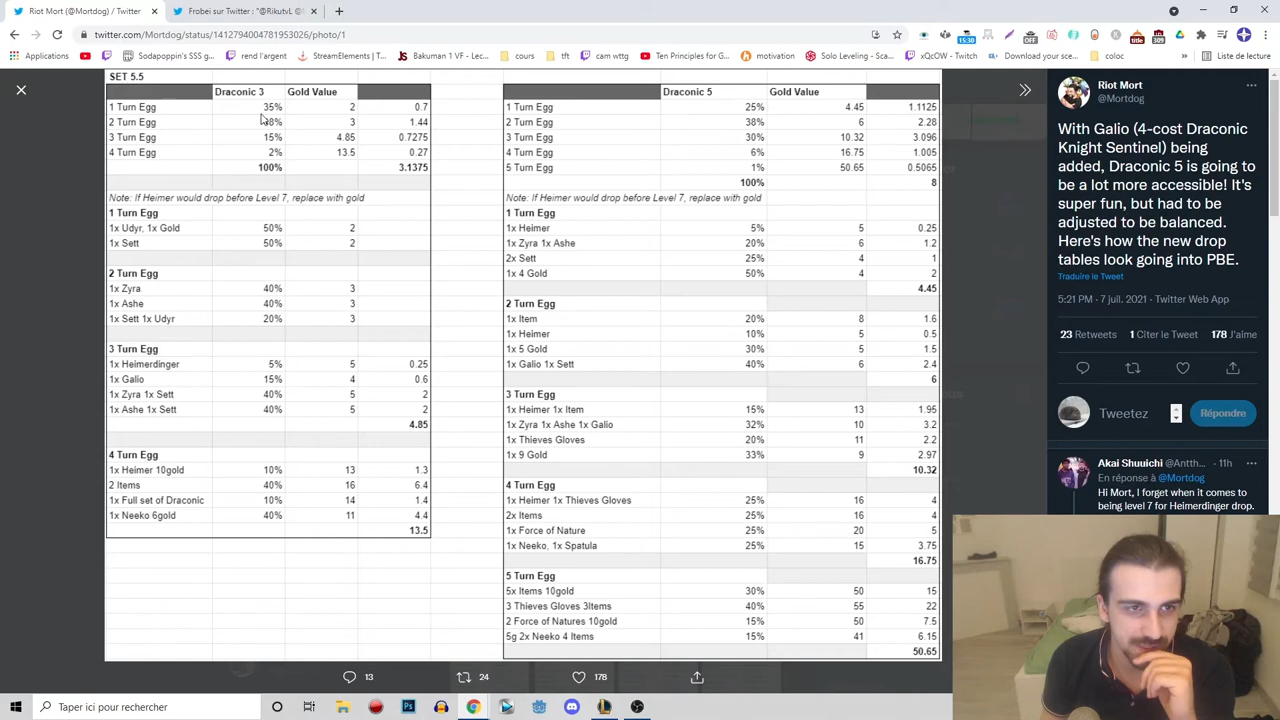 Riot Mort (@Mortdog) / Twitter
Frobei sur Twitter : "@RikutvL @
twitter.com/Mortdog/status/1412794004781953026/photo/1
Applications
Sodapoppin's SSS g...
rend l'argent
StreamElements | T...
Bakuman 1 VF - Lec...
cours
tft
cam wttg
Ten Principles for G...
motivation
Solo Leveling - Cha...
xQcOW - Twitch
Download your scre...
coloc
Liste de lecture
SET 5.5
Draconic 3 Gold Value
1 Turn Egg 35% 2 0.7
2 Turn Egg 48% 3 1.44
3 Turn Egg 15% 4.85 0.7275
4 Turn Egg 2% 13.5 0.27
100% 3.1375
Note: If Heimer would drop before Level 7, replace with gold
1 Turn Egg
1x Udyr, 1x Gold 50% 2
1x Sett 50% 2
2 Turn Egg
1x Zyra 40% 3
1x Ashe 40% 3
1x Sett 1x Udyr 20% 3
3 Turn Egg
1x Heimerdinger 5% 5 0.25
1x Galio 15% 4 0.6
1x Zyra 1x Sett 40% 5 2
1x Ashe 1x Sett 40% 5 2
4.85
4 Turn Egg
1x Heimer 10gold 10% 13 1.3
2 Items 40% 16 6.4
1x Full set of Draconic 10% 14 1.4
1x Neeko 6gold 40% 11 4.4
13.5
Draconic 5 Gold Value
1 Turn Egg 25% 4.45 1.1125
2 Turn Egg 38% 6 2.28
3 Turn Egg 30% 10.32 3.096
4 Turn Egg 6% 16.75 1.005
5 Turn Egg 1% 50.65 0.5065
100% 8
Note: If Heimer would drop before Level 7, replace with gold
1 Turn Egg
1x Heimer 5% 5 0.25
1x Zyra 1x Ashe 20% 6 1.2
2x Sett 25% 4 1
1x 4 Gold 50% 4 2
4.45
2 Turn Egg
1x Item 20% 8 1.6
1x Heimer 10% 5 0.5
1x 5 Gold 30% 5 1.5
1x Galio 1x Sett 40% 6 2.4
6
3 Turn Egg
1x Heimer 1x Item 15% 13 1.95
1x Zyra 1x Ashe 1x Galio 32% 10 3.2
1x Thieves Gloves 20% 11 2.2
1x 9 Gold 33% 9 2.97
10.32
4 Turn Egg
1x Heimer 1x Thieves Gloves 25% 16 4
2x Items 25% 16 4
1x Force of Nature 25% 20 5
1x Neeko, 1x Spatula 25% 15 3.75
16.75
5 Turn Egg
5x Items 10gold 30% 50 15
3 Thieves Gloves 3Items 40% 55 22
2 Force of Natures 10gold 15% 50 7.5
5g 2x Neeko 4 Items 15% 41 6.15
50.65
13
24
178
Riot Mort
@Mortdog
With Galio (4-cost Draconic
Knight Sentinel) being
added, Draconic 5 is going to
be a lot more accessible! It's
super fun, but had to be
adjusted to be balanced.
Here's how the new drop
tables look going into PBE.
Traduire le Tweet
5:21 PM · 7 juil. 2021 · Twitter Web App
23 Retweets 1 Citer le Tweet 178 J'aime
Tweetez
Répondre
Akai Shuuichi @Antth... · 11h
En réponse à @Mortdog
Hi Mort, I forget when it comes to
being level 7 for Heimerdinger drop.
Taper ici pour rechercher